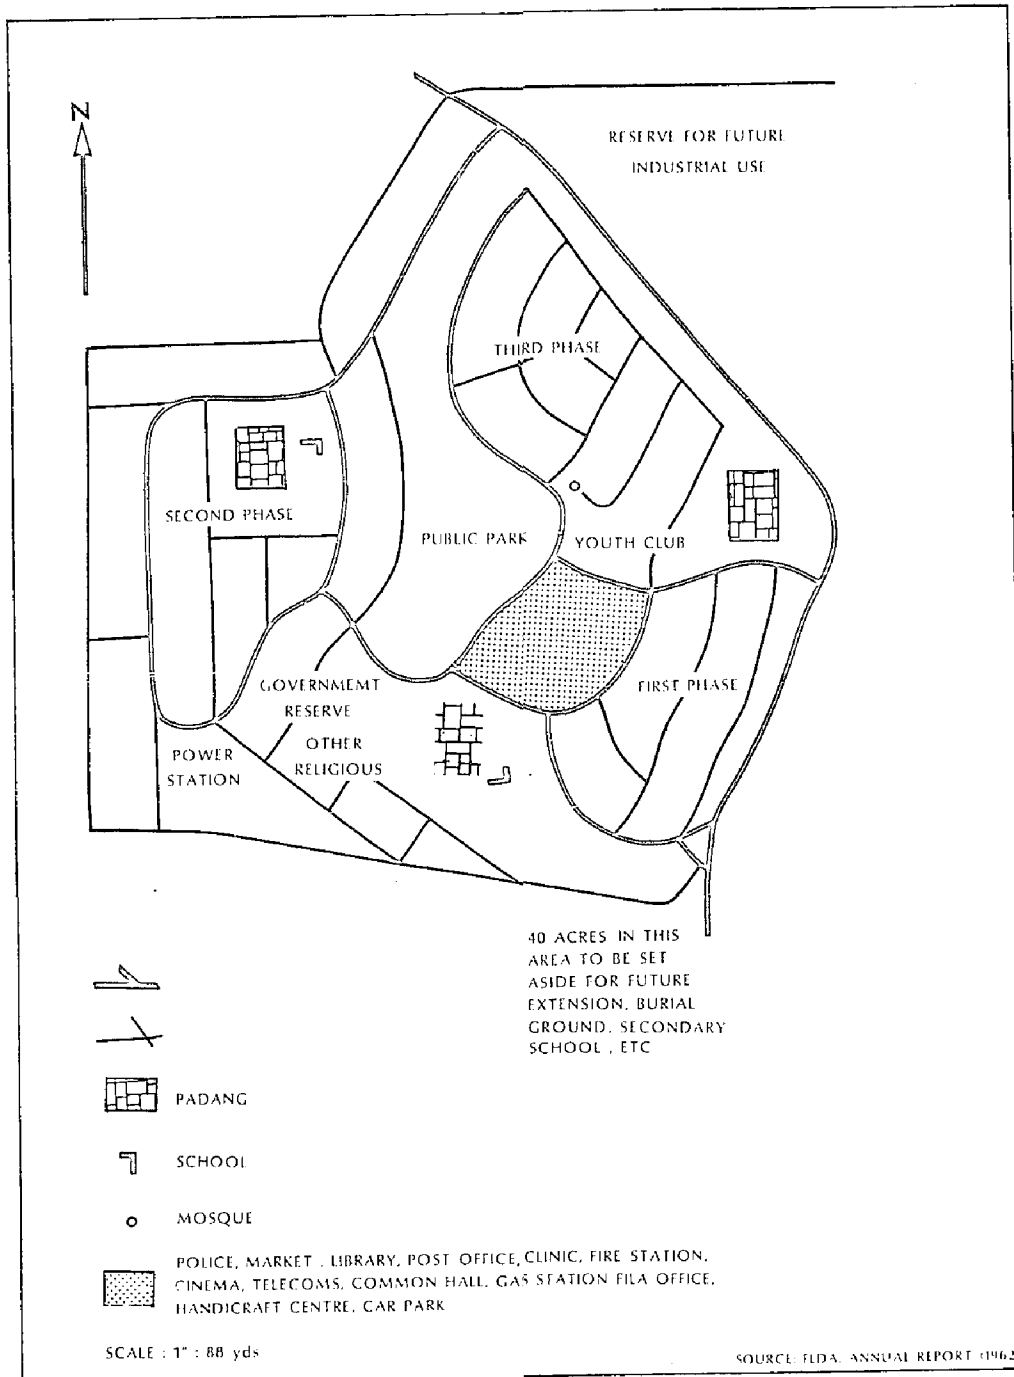 N
RESERVE FOR FUTURE
INDUSTRIAL USE
THIRD PHASE
SECOND PHASE
PUBLIC PARK
YOUTH CLUB
GOVERNMEMT
RESERVE
FIRST PHASE
OTHER
RELIGIOUS
POWER
STATION
40 ACRES IN THIS
AREA TO BE SET
ASIDE FOR FUTURE
EXTENSION, BURIAL
GROUND, SECONDARY
SCHOOL , ETC
PADANG
SCHOOL
MOSQUE
POLICE, MARKET , LIBRARY, POST OFFICE, CLINIC, FIRE STATION,
CINEMA, TELECOMS, COMMON HALL, GAS STATION FILA OFFICE,
HANDICRAFT CENTRE, CAR PARK
SCALE : 1" : 88 yds
SOURCE: FLDA, ANNUAL REPORT (1962